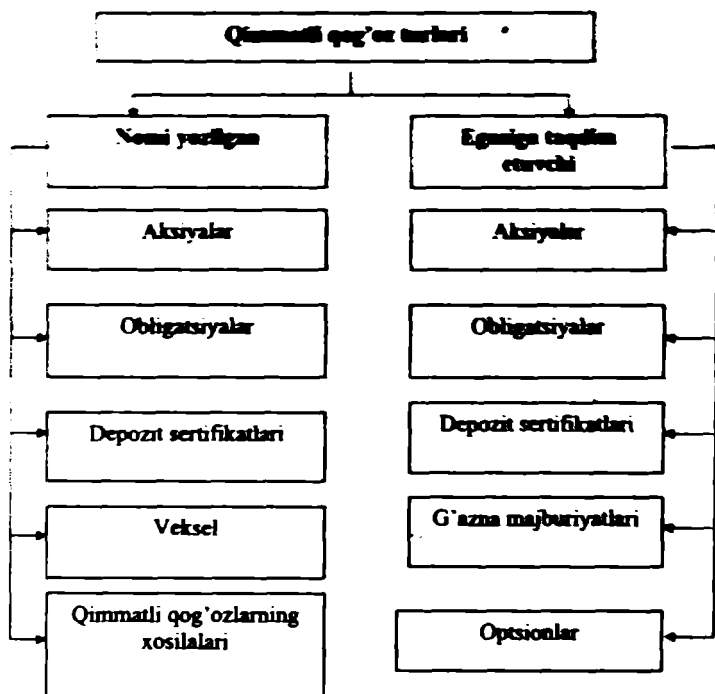 Qimmatli qog'oz turlari
Nomi yozilgan
Egasiga taqdim
etuvchi
Aksiyalar
Aksiyalar
Obligatsiyalar
Obligatsiyalar
Depozit sertifikatlari
Depozit sertifikatlari
Veksel
G'azna majburiyatlari
Qimmatli qog'ozlarning
xosilalari
Optsionlar